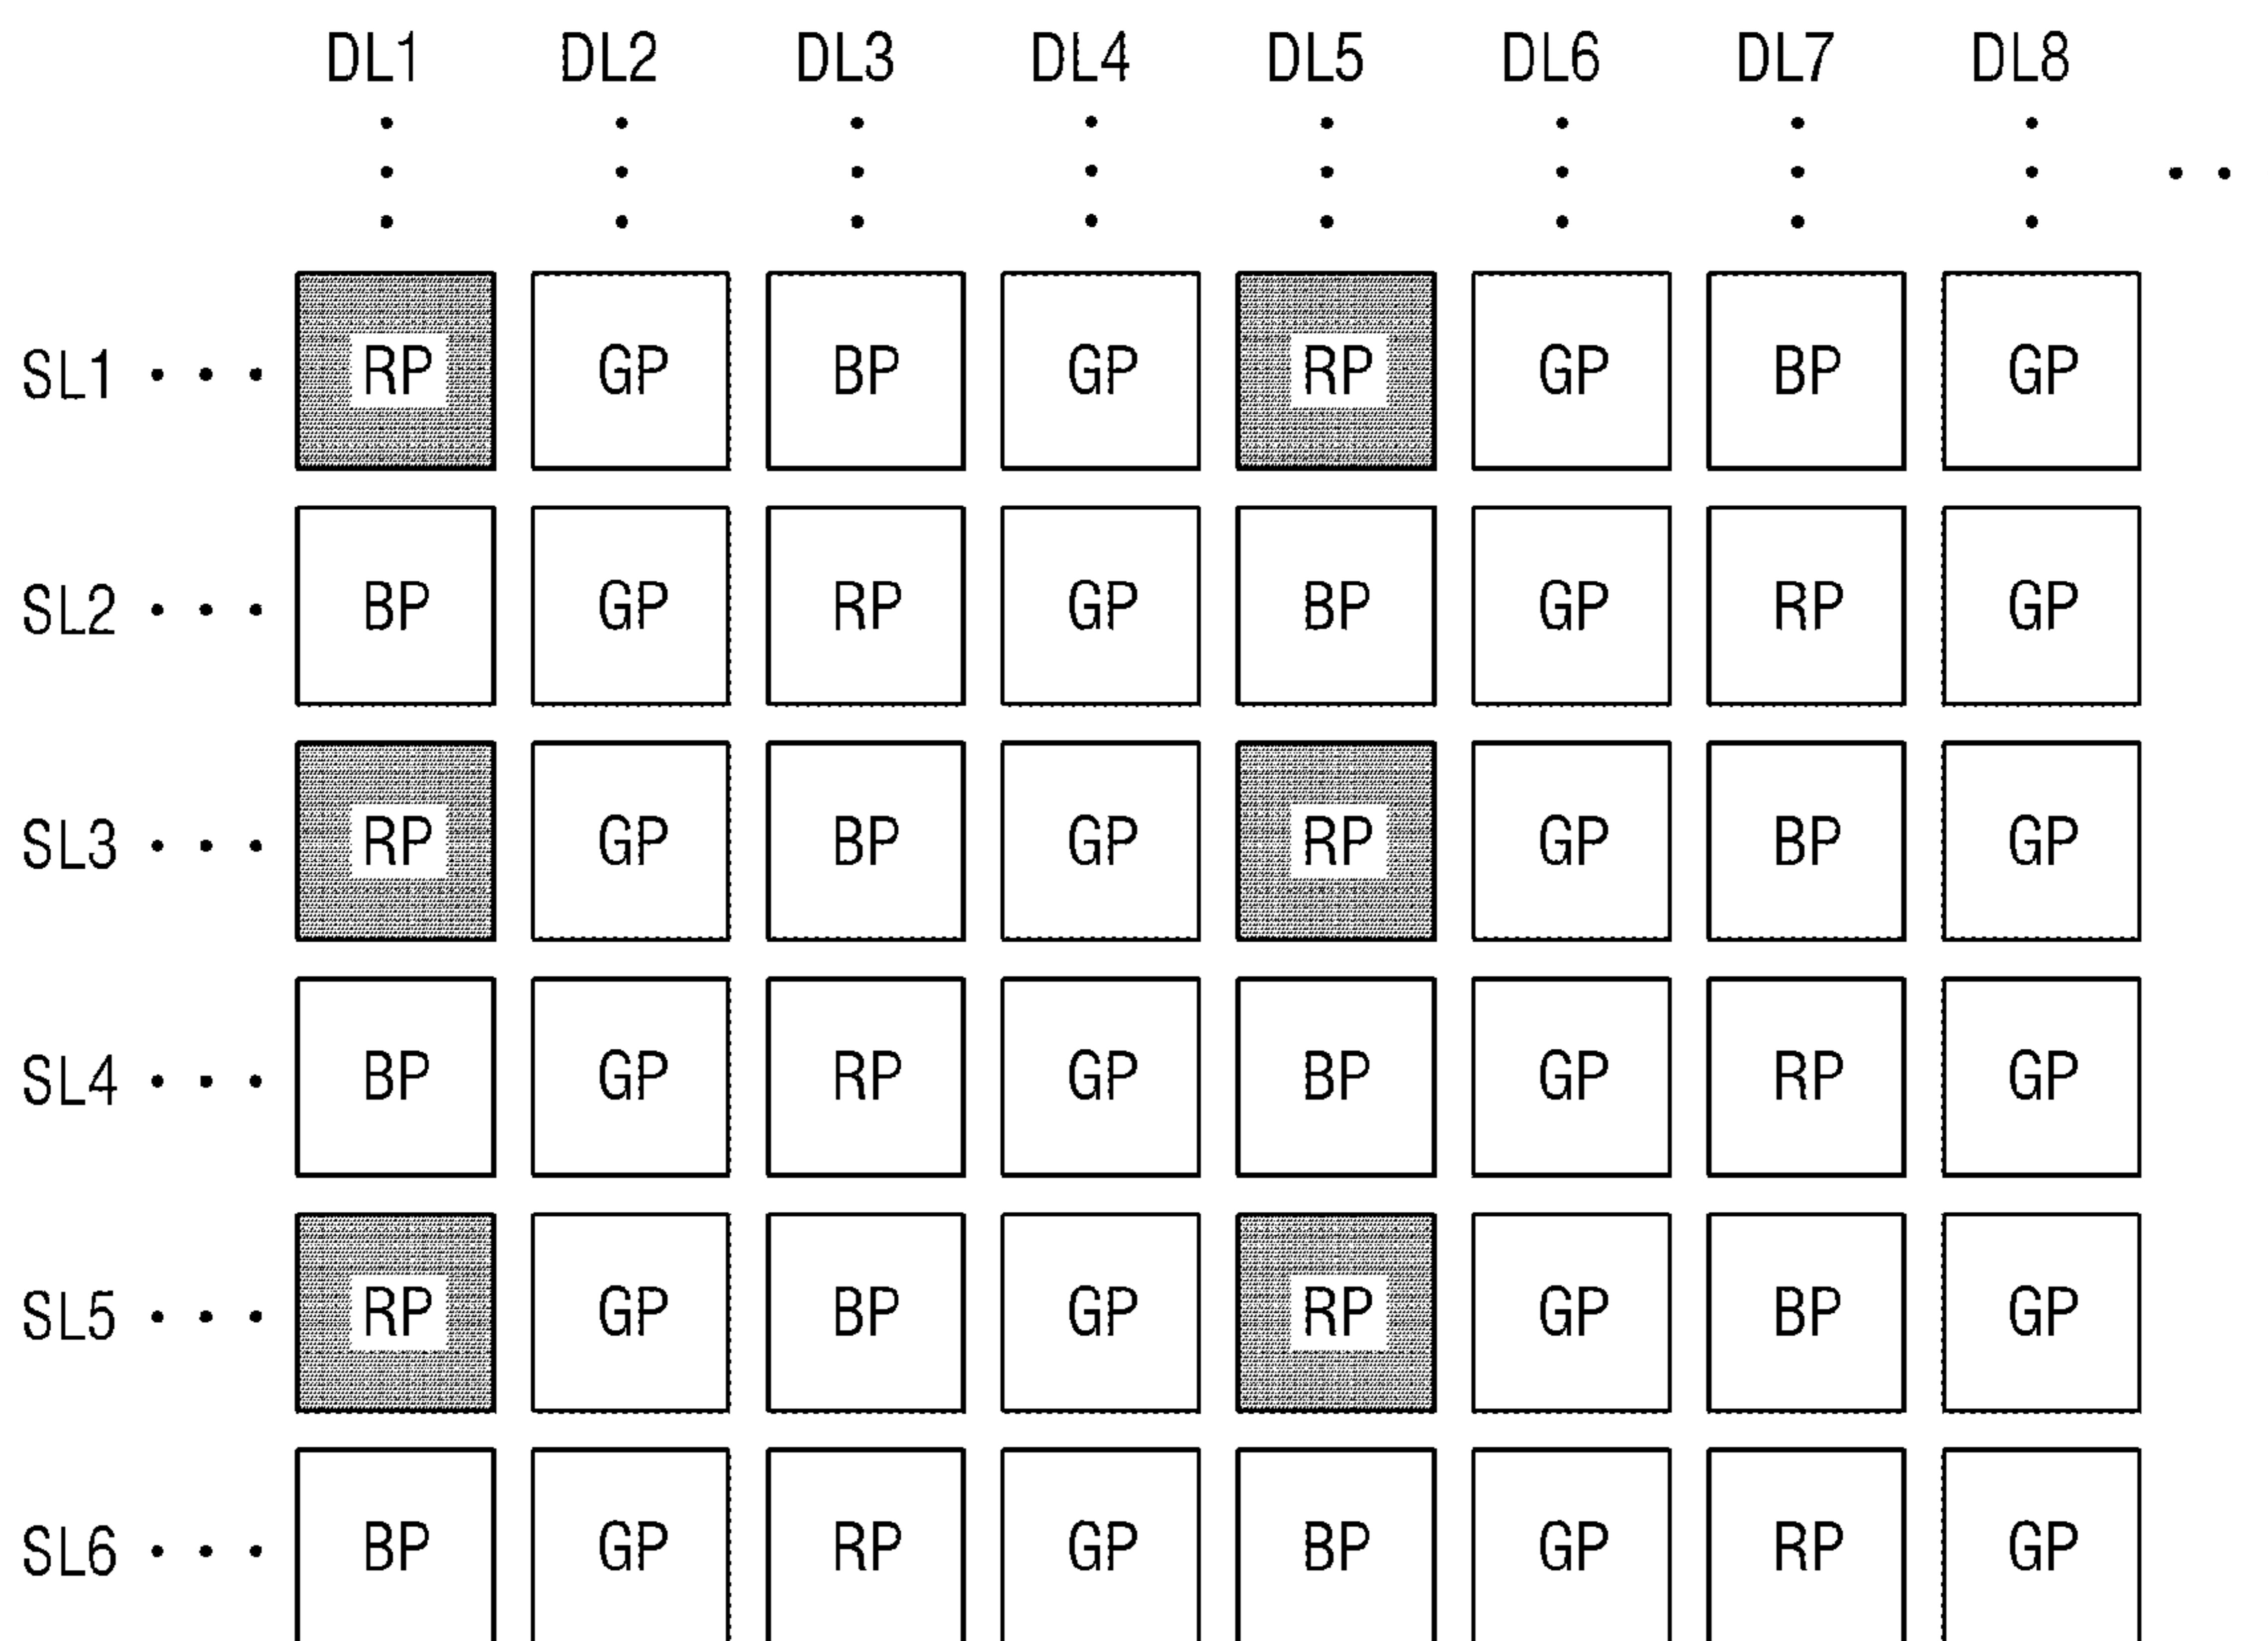 DL1 DL2 DL3 DL4 DL5 DL6 DL7 DL8
SL1 · · · RP GP BP GP RP GP BP GP
SL2 · · · BP GP RP GP BP GP RP GP
SL3 · · · RP GP BP GP RP GP BP GP
SL4 · · · BP GP RP GP BP GP RP GP
SL5 · · · RP GP BP GP RP GP BP GP
SL6 · · · BP GP RP GP BP GP RP GP